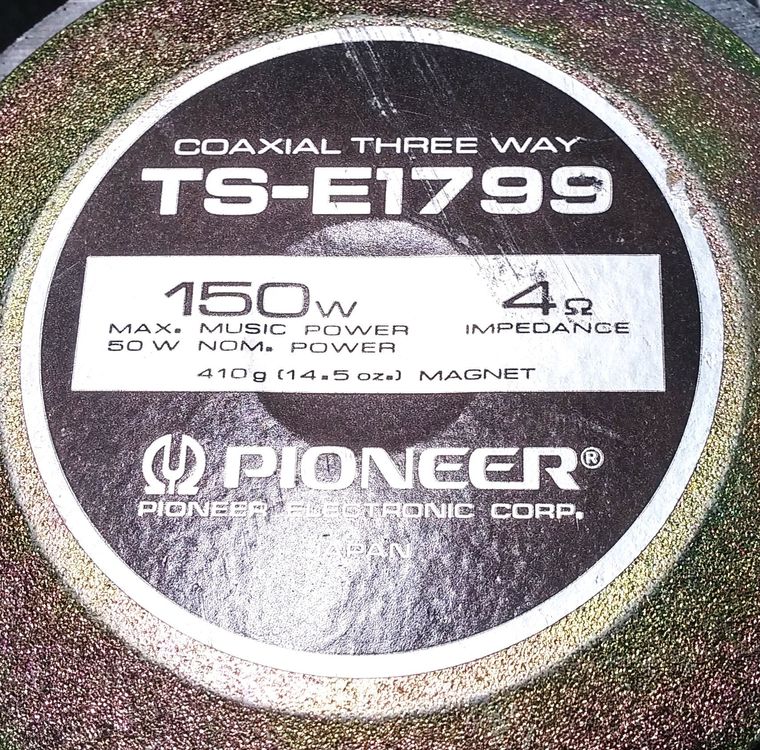 COAXIAL THREE WAY
TS-E1799
150W
MAX. MUSIC POWER
50 W NOM. POWER
4Ω
IMPEDANCE
410g (14.5 oz.) MAGNET
PIONEER®
PIONEER ELECTRONIC CORP.
JAPAN